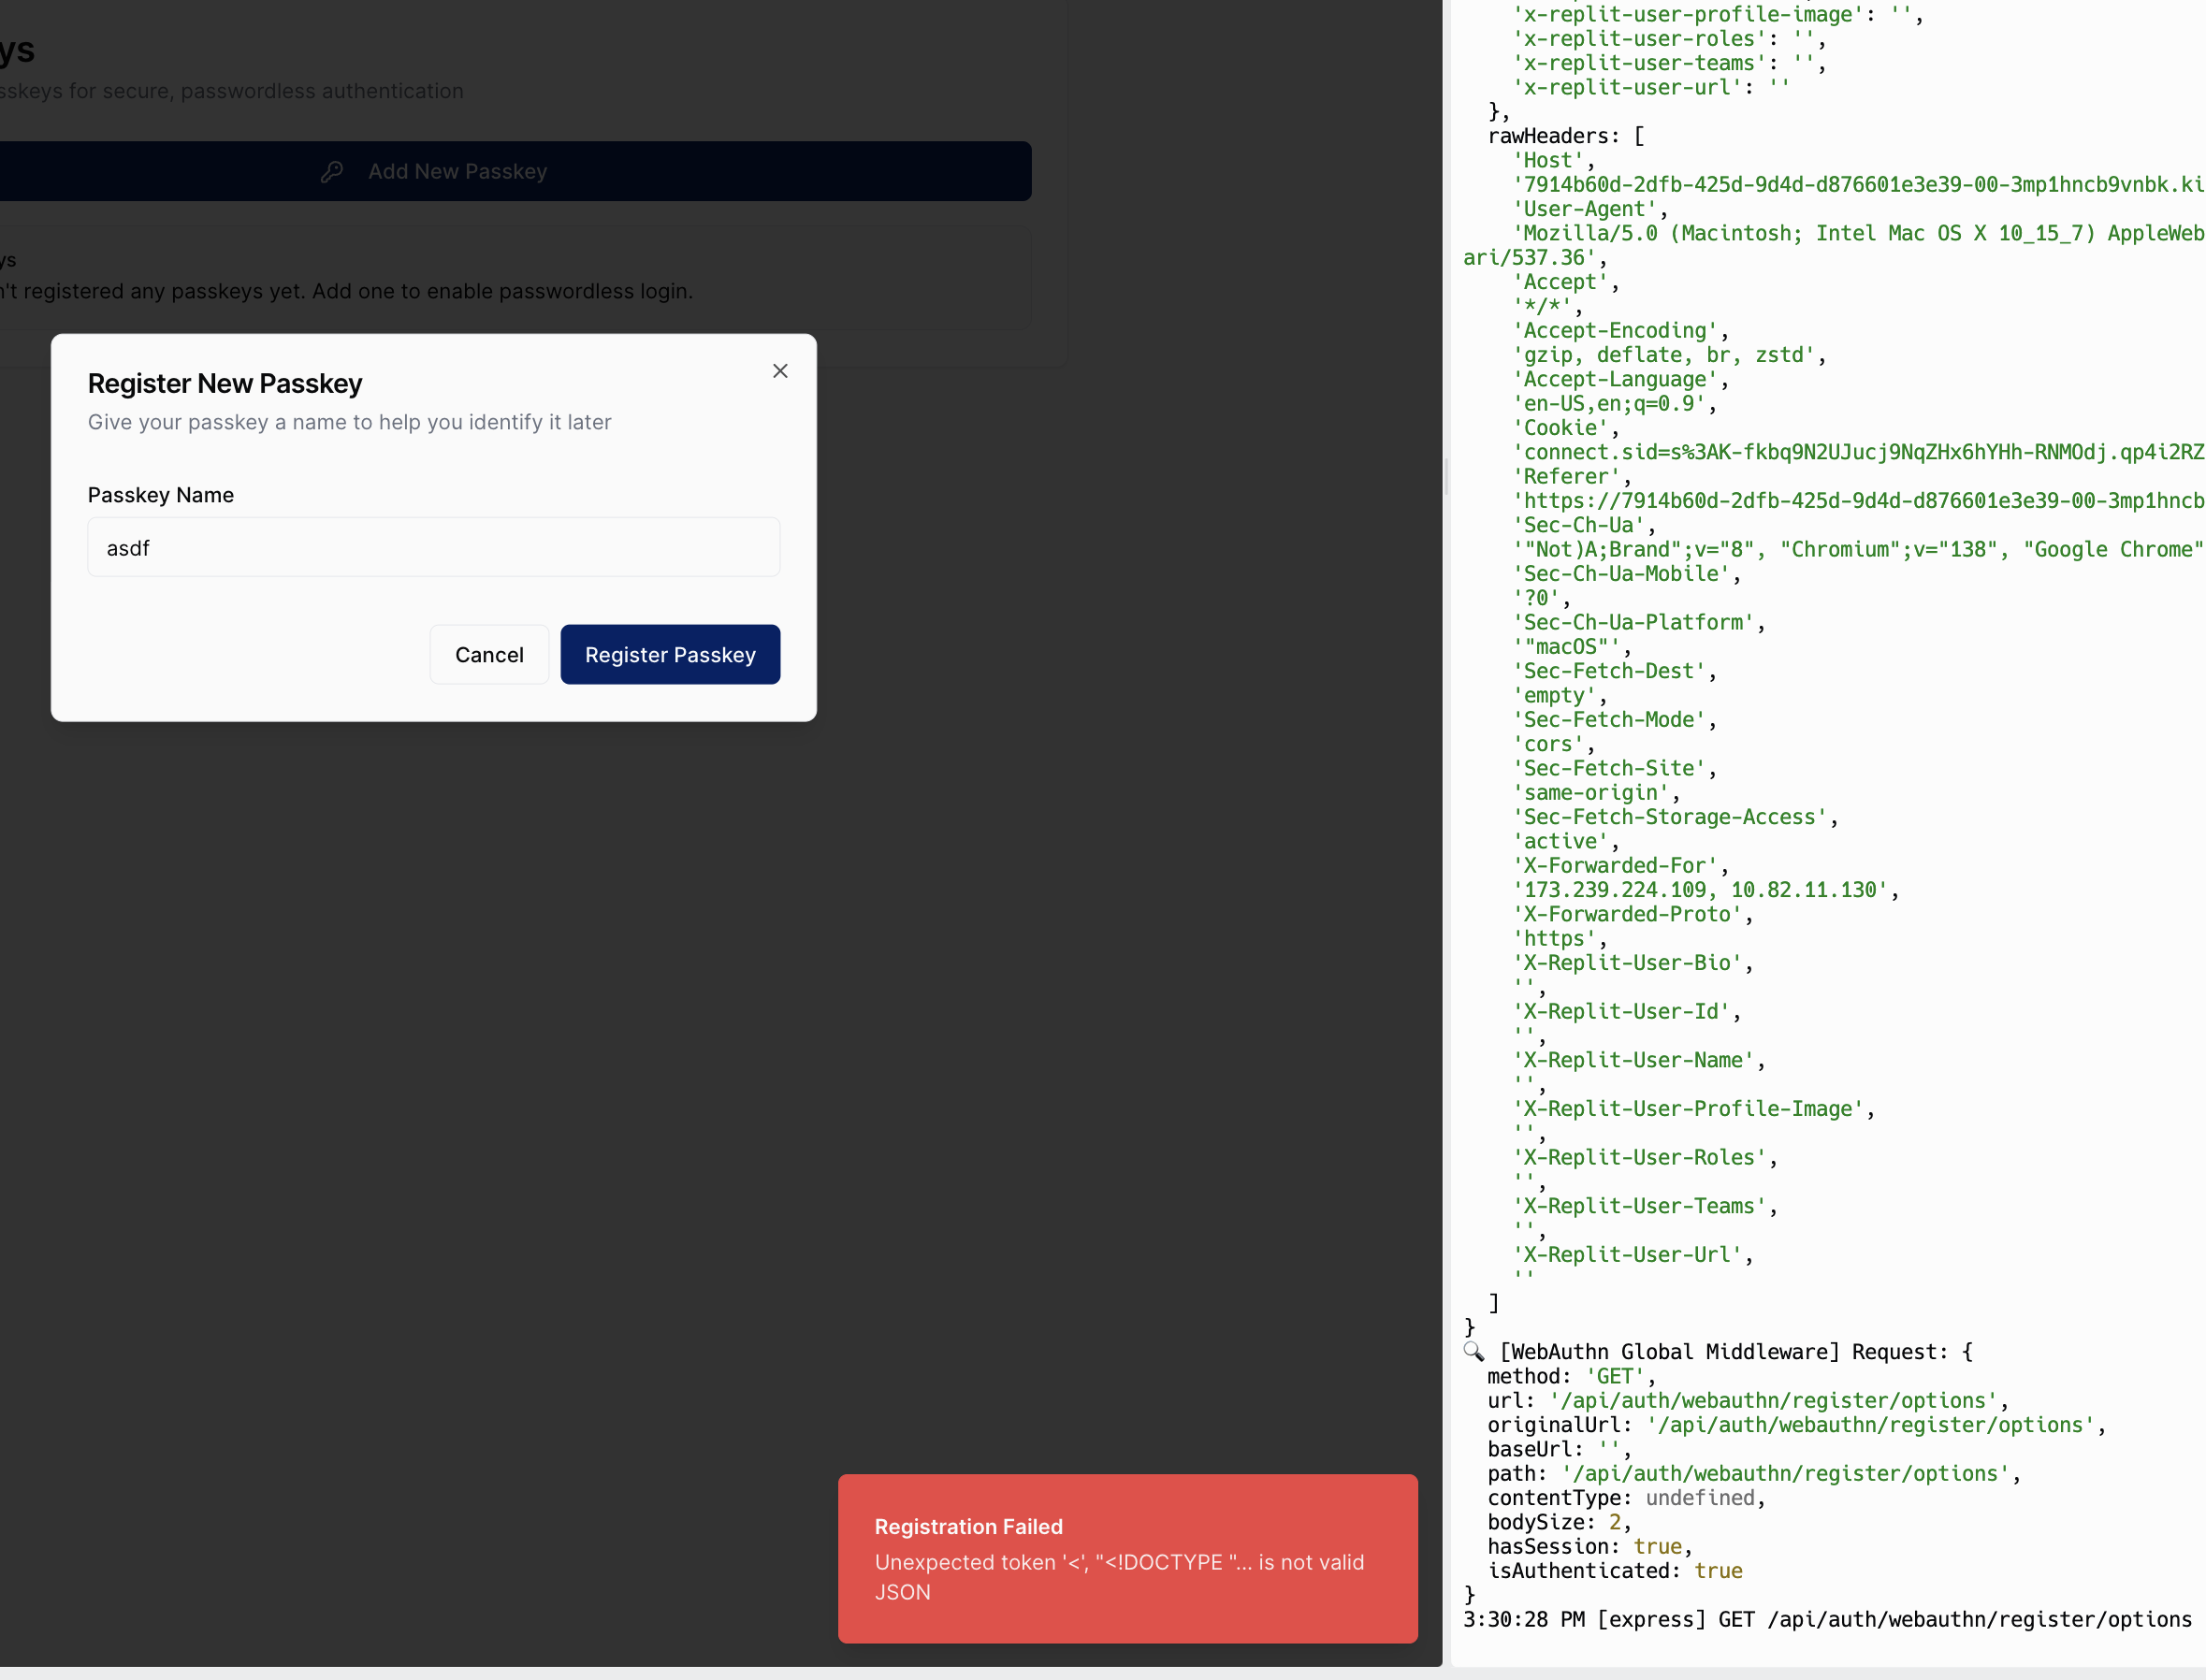 ys
sskeys for secure, passwordless authentication
Add New Passkey
ys
n't registered any passkeys yet. Add one to enable passwordless login.
Register New Passkey
Give your passkey a name to help you identify it later
Passkey Name
asdf
Cancel
Register Passkey
Registration Failed
Unexpected token '<', "<!DOCTYPE "... is not valid
JSON
'x-replit-user-profile-image': '',
'x-replit-user-roles': '',
'x-replit-user-teams': '',
'x-replit-user-url': ''
},
rawHeaders: [
'Host',
'7914b60d-2dfb-425d-9d4d-d876601e3e39-00-3mp1hncb9vnbk.ki
'User-Agent',
'Mozilla/5.0 (Macintosh; Intel Mac OS X 10_15_7) AppleWeb
ari/537.36',
'Accept',
'*/*',
'Accept-Encoding',
'gzip, deflate, br, zstd',
'Accept-Language',
'en-US,en;q=0.9',
'Cookie',
'connect.sid=s%3AK-fkbq9N2UJucj9NqZHx6hYHh-RNMOdj.qp4i2RZ
'Referer',
'https://7914b60d-2dfb-425d-9d4d-d876601e3e39-00-3mp1hncb
'Sec-Ch-Ua',
'"Not)A;Brand";v="8", "Chromium";v="138", "Google Chrome"
'Sec-Ch-Ua-Mobile',
'?0',
'Sec-Ch-Ua-Platform',
'"macOS"',
'Sec-Fetch-Dest',
'empty',
'Sec-Fetch-Mode',
'cors',
'Sec-Fetch-Site',
'same-origin',
'Sec-Fetch-Storage-Access',
'active',
'X-Forwarded-For',
'173.239.224.109, 10.82.11.130',
'X-Forwarded-Proto',
'https',
'X-Replit-User-Bio',
'',
'X-Replit-User-Id',
'',
'X-Replit-User-Name',
'',
'X-Replit-User-Profile-Image',
'',
'X-Replit-User-Roles',
'',
'X-Replit-User-Teams',
'',
'X-Replit-User-Url',
''
]
}
🔍 [WebAuthn Global Middleware] Request: {
method: 'GET',
url: '/api/auth/webauthn/register/options',
originalUrl: '/api/auth/webauthn/register/options',
baseUrl: '',
path: '/api/auth/webauthn/register/options',
contentType: undefined,
bodySize: 2,
hasSession: true,
isAuthenticated: true
}
3:30:28 PM [express] GET /api/auth/webauthn/register/options